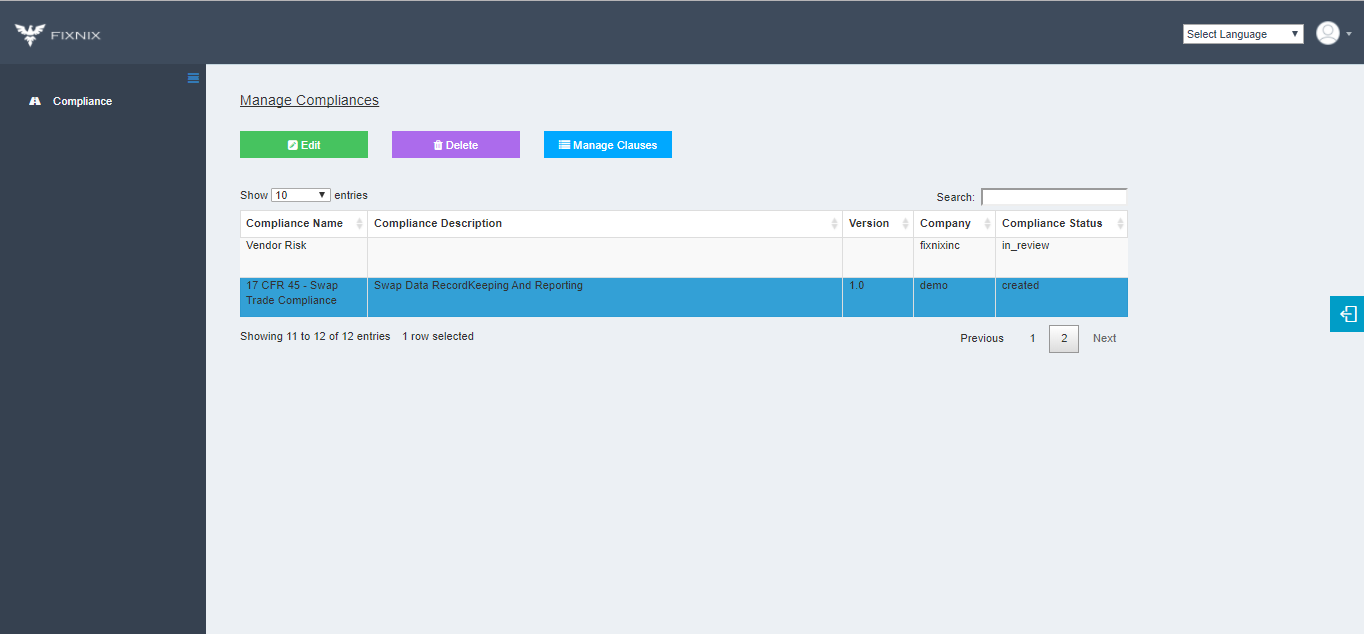 FIXNIX
Select Language
Compliance
Manage Compliances
Edit
Delete
Manage Clauses
Show 10 entries
Search:
Compliance Name Compliance Description Version Company Compliance Status
Vendor Risk fixnixinc in_review
17 CFR 45 - Swap Swap Data RecordKeeping And Reporting 1.0 demo created
Trade Compliance
Showing 11 to 12 of 12 entries 1 row selected
Previous 1 2 Next